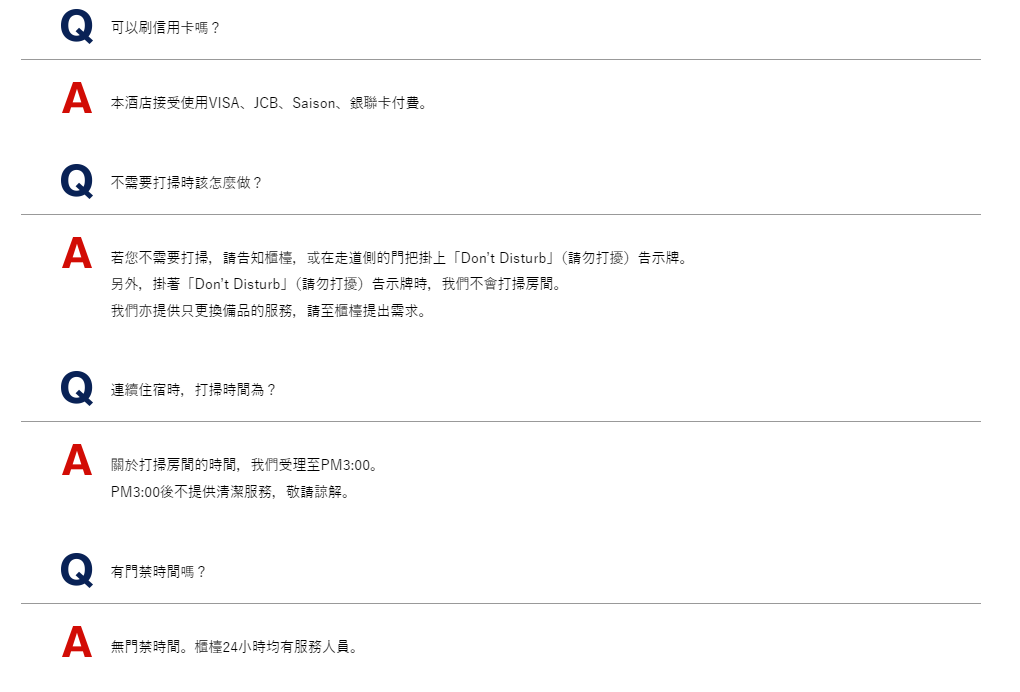 Q 可以刷信用卡嗎？
A 本酒店接受使用VISA、JCB、Saison、銀聯卡付費。
Q 不需要打掃時該怎麼做？
A 若您不需要打掃，請告知櫃檯，或在走道側的門把掛上「Don't Disturb」（請勿打擾）告示牌。
另外，掛著「Don't Disturb」（請勿打擾）告示牌時，我們不會打掃房間。
我們亦提供只更換備品的服務，請至櫃檯提出需求。
Q 連續住宿時，打掃時間為？
A 關於打掃房間的時間，我們受理至PM3:00。
PM3:00後不提供清潔服務，敬請諒解。
Q 有門禁時間嗎？
A 無門禁時間。櫃檯24小時均有服務人員。